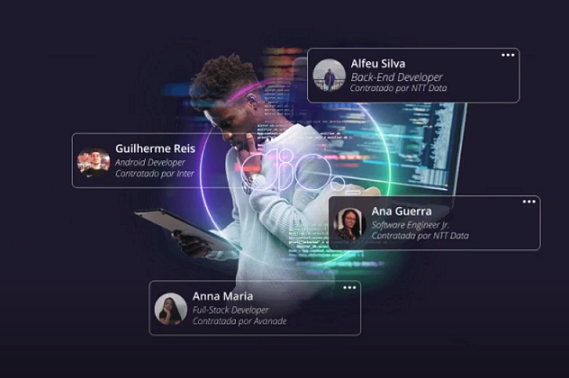 Alfeu Silva
Back-End Developer
Contratado por NTT Data
Guilherme Reis
Android Developer
Contratado por Inter
dio
Ana Guerra
Software Engineer Jr.
Contratada por NTT Data
Anna Maria
Full-Stack Developer
Contratada por Avanade